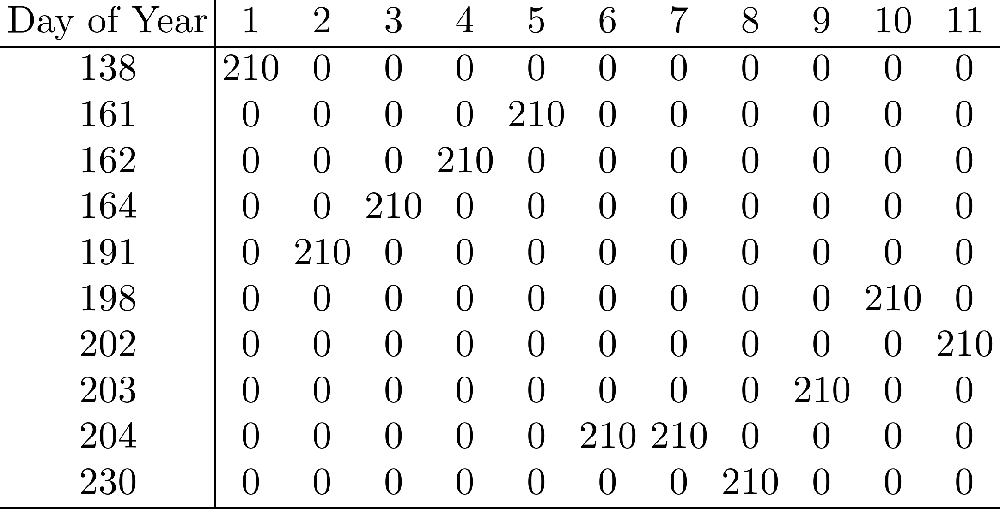 Day of Year 1 2 3 4 5 6 7 8 9 10 11
138 210 0 0 0 0 0 0 0 0 0 0
161 0 0 0 0 210 0 0 0 0 0 0
162 0 0 0 210 0 0 0 0 0 0 0
164 0 0 210 0 0 0 0 0 0 0 0
191 0 210 0 0 0 0 0 0 0 0 0
198 0 0 0 0 0 0 0 0 0 210 0
202 0 0 0 0 0 0 0 0 0 0 210
203 0 0 0 0 0 0 0 0 210 0 0
204 0 0 0 0 0 210 210 0 0 0 0
230 0 0 0 0 0 0 0 210 0 0 0